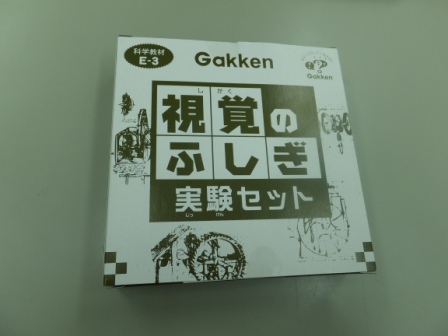 科学教材
E-3
Gakken
Gakken
しかく
視覚の
ふしぎ
実験セット
じっけん